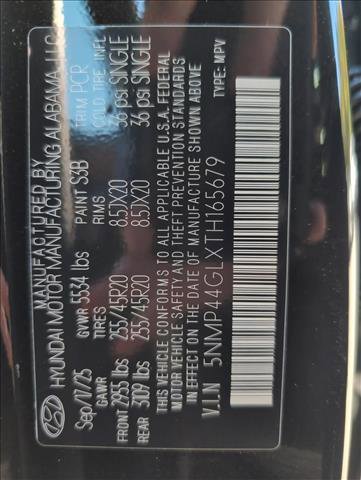 MANUFACTURED BY
HYUNDAI MOTOR MANUFACTURING ALABAMA, LLC
Sep/17/25 GVWR 5534 lbs PAINT S3B TRIM PCR
GAWR TIRES RIMS COLD TIRE INFL
FRONT 2955 lbs 255/45R20 8.5JX20 36 psi SINGLE
REAR 3109 lbs 255/45R20 8.5JX20 36 psi SINGLE
THIS VEHICLE CONFORMS TO ALL APPLICABLE U.S.A. FEDERAL
MOTOR VEHICLE SAFETY AND THEFT PREVENTION STANDARDS
IN EFFECT ON THE DATE OF MANUFACTURE SHOWN ABOVE
V.I.N 5NMP44GLXTH165679 TYPE: MPV